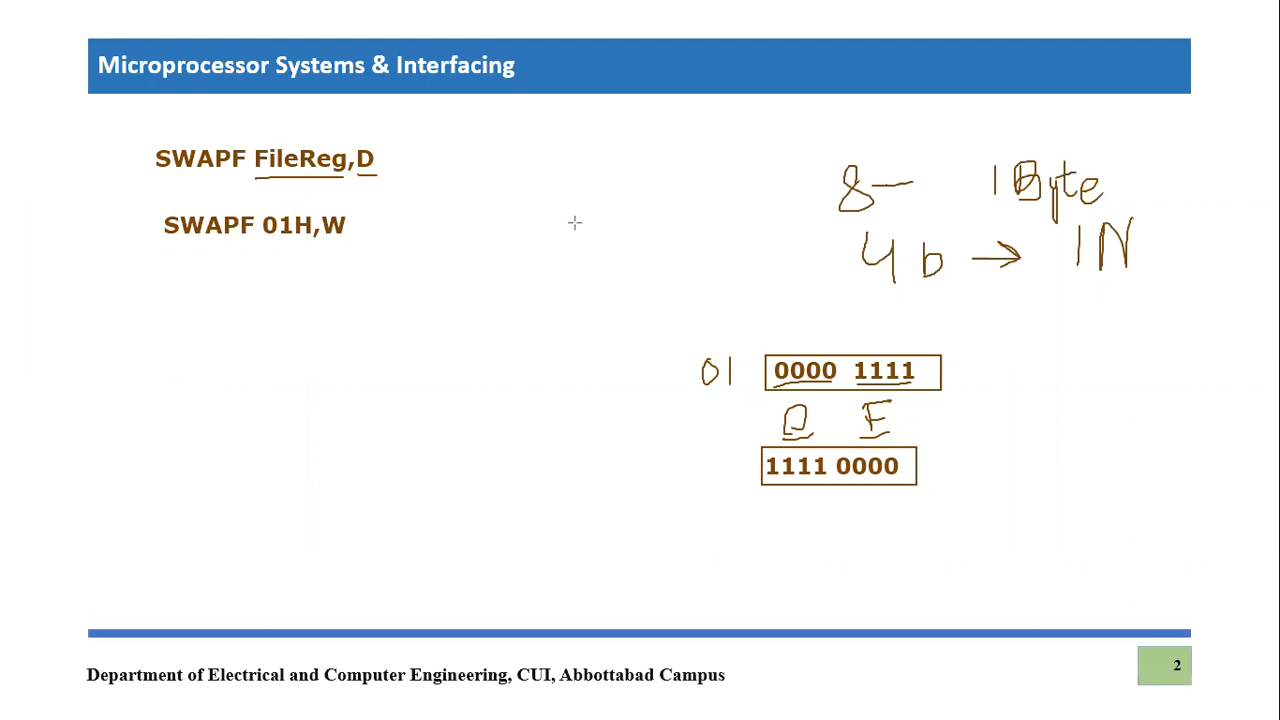 Microprocessor Systems & Interfacing
SWAPF FileReg,D
SWAPF 01H,W
8— 1 Byte
4 b → 1N
01 0000 1111
0 F
1111 0000
Department of Electrical and Computer Engineering, CUI, Abbottabad Campus
2